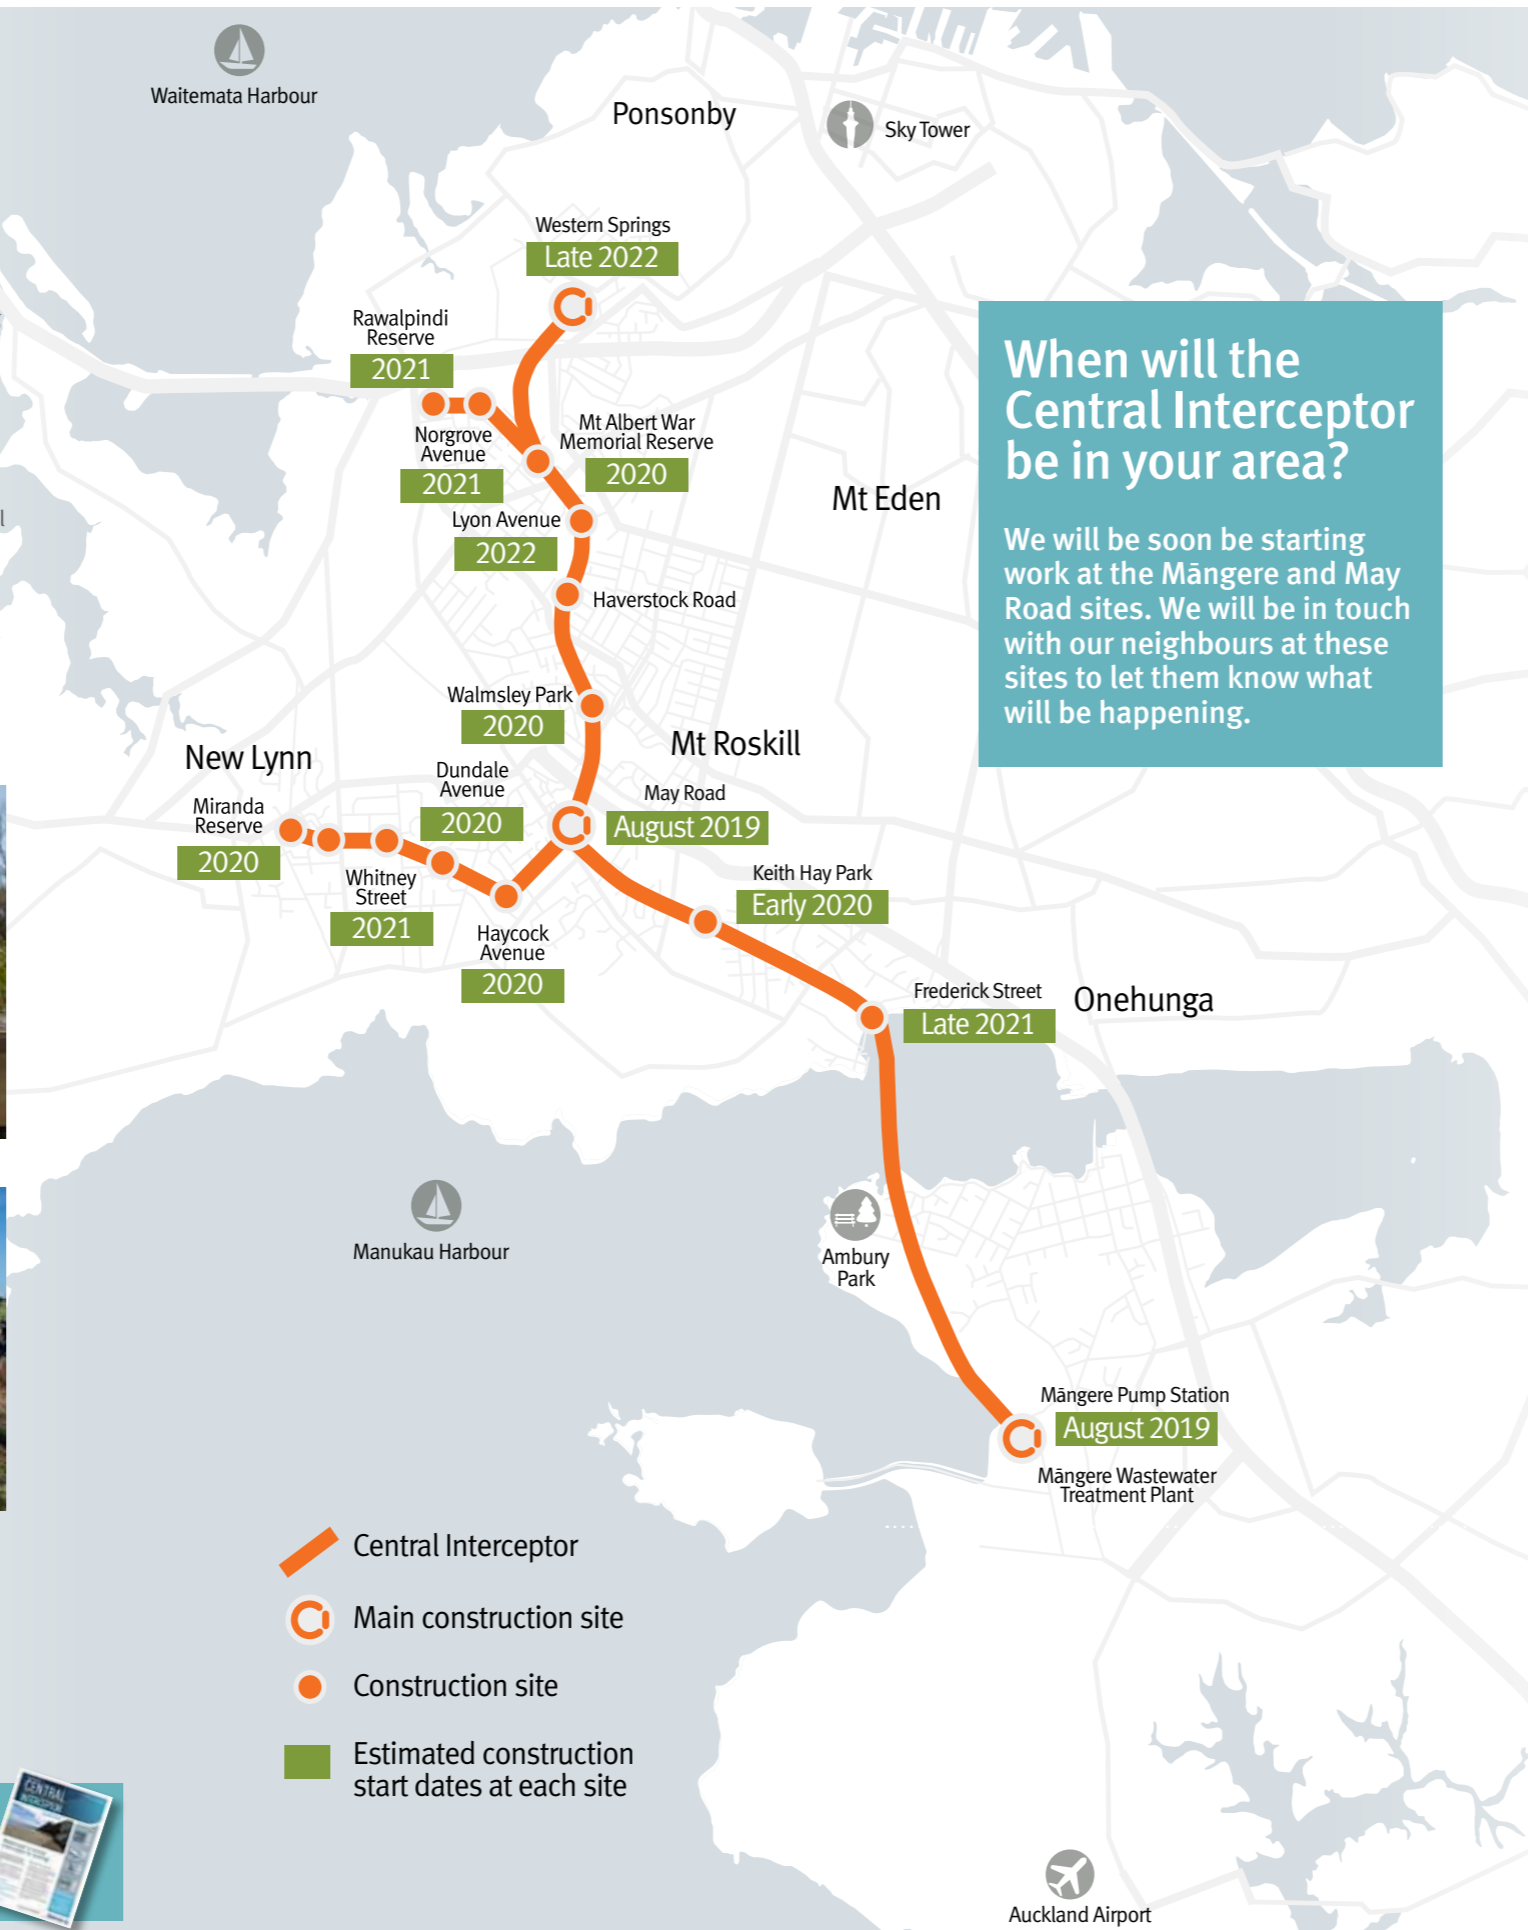 Waitemata Harbour
Ponsonby
Sky Tower
Western Springs
Late 2022
Rawalpindi
Reserve
2021
Norgrove
Avenue
2021
Mt Albert War
Memorial Reserve
2020
Lyon Avenue
2022
Haverstock Road
Mt Eden
When will the
Central Interceptor
be in your area?
We will be soon be starting
work at the Māngere and May
Road sites. We will be in touch
with our neighbours at these
sites to let them know what
will be happening.
Walmsley Park
2020
New Lynn
Mt Roskill
Miranda
Reserve
2020
Dundale
Avenue
2020
May Road
August 2019
Whitney
Street
2021
Haycock
Avenue
2020
Keith Hay Park
Early 2020
Frederick Street
Late 2021
Onehunga
Manukau Harbour
Ambury
Park
Māngere Pump Station
August 2019
Māngere Wastewater
Treatment Plant
Central Interceptor
Main construction site
Construction site
Estimated construction
start dates at each site
CENTRAL
INTERCEPTOR
Auckland Airport